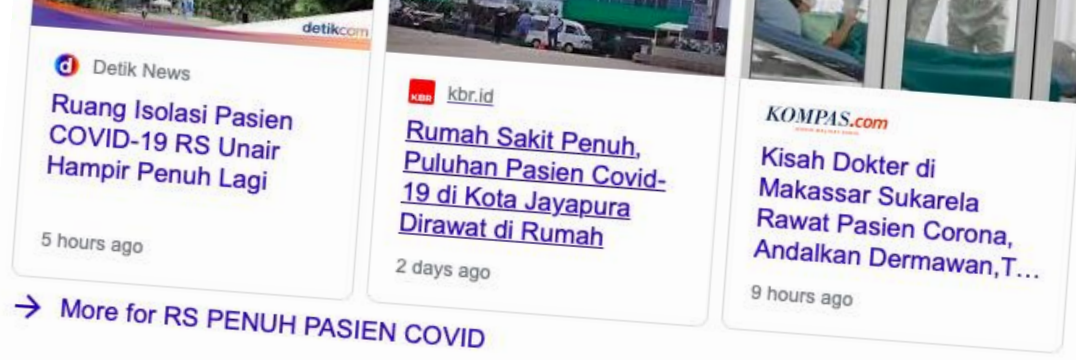 detikcom
Detik News
Ruang Isolasi Pasien
COVID-19 RS Unair
Hampir Penuh Lagi
5 hours ago
KBR
kbr.id
Rumah Sakit Penuh,
Puluhan Pasien Covid-
19 di Kota Jayapura
Dirawat di Rumah
2 days ago
KOMPAS.com
Kisah Dokter di
Makassar Sukarela
Rawat Pasien Corona,
Andalkan Dermawan,T...
9 hours ago
→ More for RS PENUH PASIEN COVID